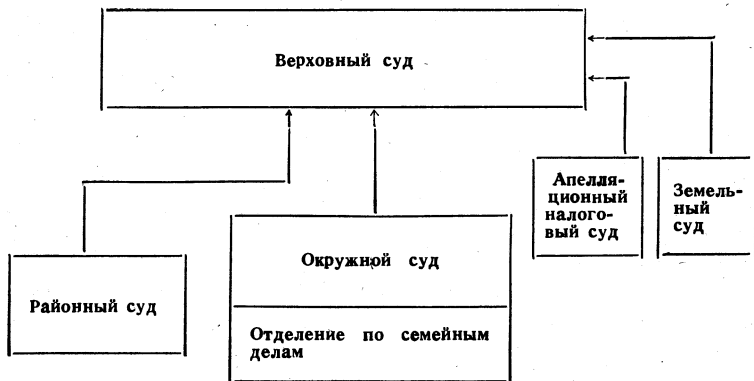 Верховный суд
Апелля-
ционный
налого-
вый суд
Земель-
ный
суд
Окружной суд
Районный суд
Отделение по семейным
делам